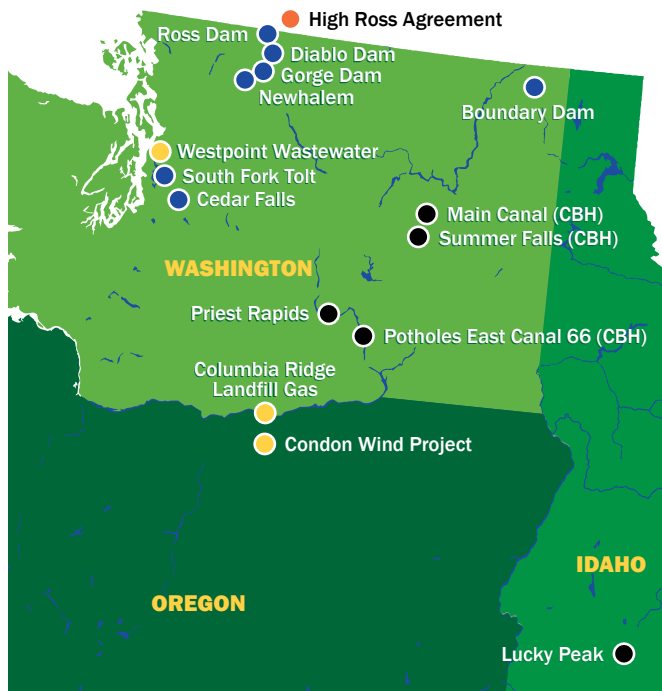 High Ross Agreement
Ross Dam
Diablo Dam
Gorge Dam
Newhalem
Boundary Dam
Westpoint Wastewater
South Fork Tolt
Cedar Falls
Main Canal (CBH)
Summer Falls (CBH)
WASHINGTON
Priest Rapids
Potholes East Canal 66 (CBH)
Columbia Ridge
Landfill Gas
Condon Wind Project
IDAHO
OREGON
Lucky Peak